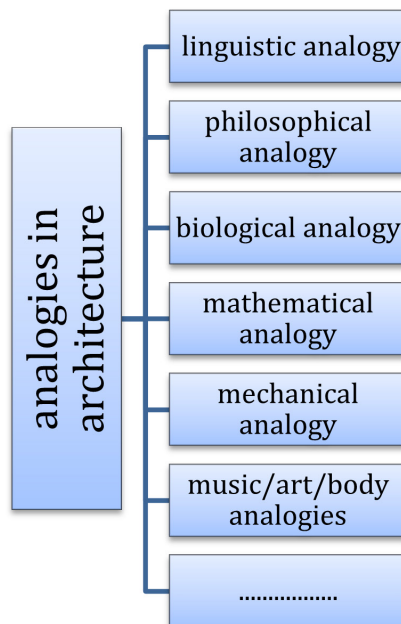 analogies in
architecture
linguistic analogy
philosophical
analogy
biological analogy
mathematical
analogy
mechanical
analogy
music/art/body
analogies
.................